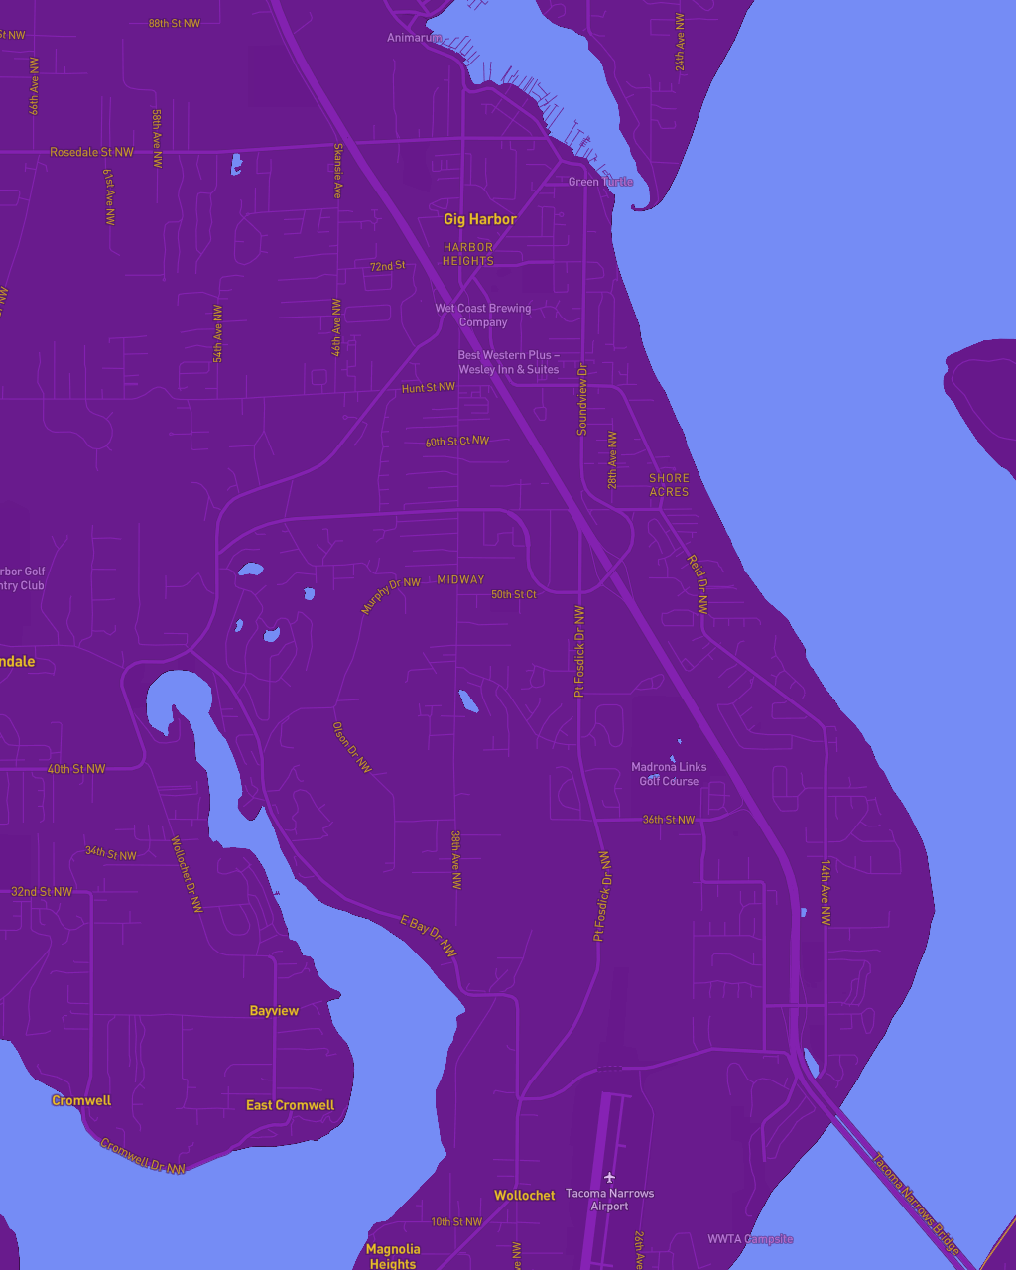 88th St NW
St NW
Animarum
24th Ave NW
66th Ave NW
58th Ave NW
Rosedale St NW
Skansie Ave
61st Ave NW
Green Turtle
Gig Harbor
HARBOR
HEIGHTS
72nd St
NW
Wet Coast Brewing
Company
54th Ave NW
46th Ave NW
Best Western Plus –
Wesley Inn & Suites
Hunt St NW
Soundview Dr
60th St Ct NW
28th Ave NW
SHORE
ACRES
rbor Golf
ntry Club
MIDWAY
Murphy Dr NW
50th St Ct
Reid Dr NW
Pt Fosdick Dr NW
ndale
Olson Dr NW
40th St NW
Madrona Links
Golf Course
36th St NW
34th St NW
Wollochet Dr NW
38th Ave NW
14th Ave NW
32nd St NW
Pt Fosdick Dr NW
E Bay Dr NW
Bayview
Cromwell
East Cromwell
Cromwell Dr NW
Tacoma Narrows Bridge
Wollochet
Tacoma Narrows
Airport
10th St NW
WWTA Campsite
Magnolia
Heights
ve NW
26th Ave